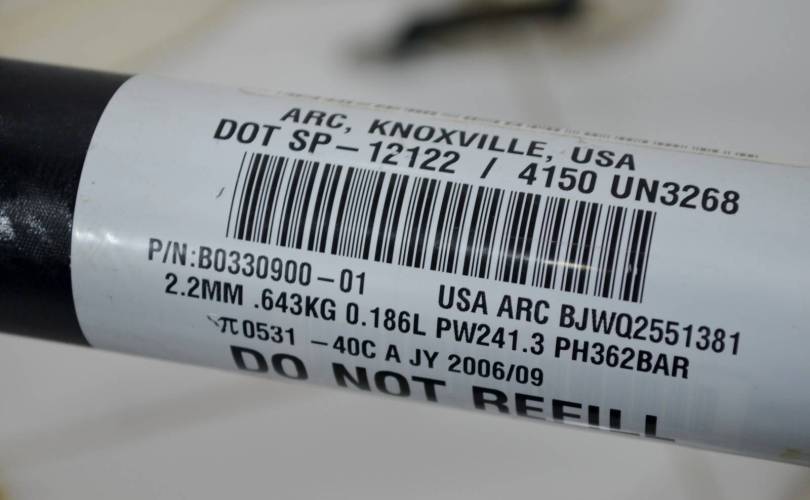 ARC, KNOXVILLE, USA
DOT SP-12122 / 4150 UN3268
P/N:B0330900-01 USA ARC BJWQ2551381
2.2MM .643KG 0.186L PW241.3 PH362BAR
π0531 -40C A JY 2006/09
DO NOT REFILL